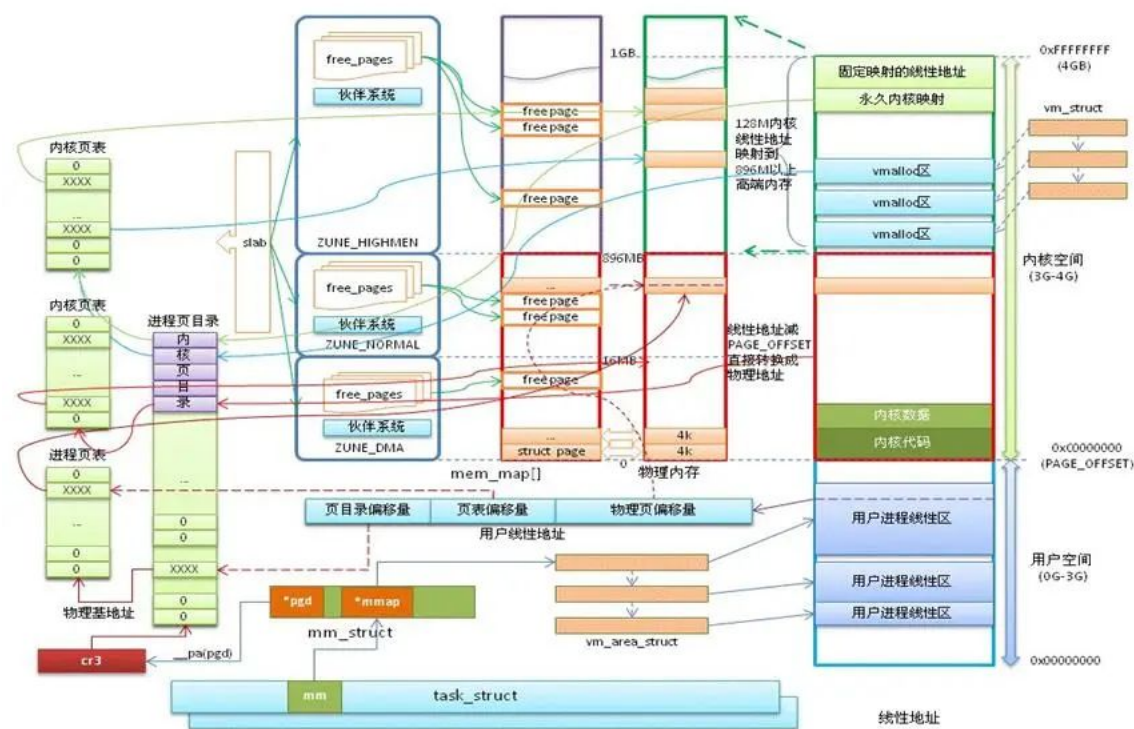 1GB
0xFFFFFFFF
(4GB)
free_pages
伙伴系统
固定映射的线性地址
永久内核映射
vm_struct
free page
free page
128M内核
线性地址
映射到
896M以上
高端内存
内核页表
0
XXXX
...
XXXX
0
0
vmallod区
vmallod区
vmallod区
free page
slab
ZUNE_HIGHMEN
896MB
内核空间
(3G-4G)
free_pages
伙伴系统
ZUNE_NORMAL
...
free page
free page
内核页表
0
XXXX
...
XXXX
0
0
进程页目录
内
核
页
目
录
...
0
0
XXXX
0
0
线性地址减
PAGE_OFFSET
直接转换成
物理地址
16MB
free_pages
伙伴系统
ZUNE_DMA
free page
...
struct page
4k
4k
0
内核数据
内核代码
0xC0000000
(PAGE_OFFSET)
mem_map[]
物理内存
进程页表
0
XXXX
...
0
0
页目录偏移量
页表偏移量
物理页偏移量
用户线性地址
用户进程线性区
用户进程线性区
用户进程线性区
用户空间
(0G-3G)
物理基地址
*pgd
*mmap
mm_struct
vm_area_struct
cr3
__pa(pgd)
0x00000000
mm
task_struct
线性地址